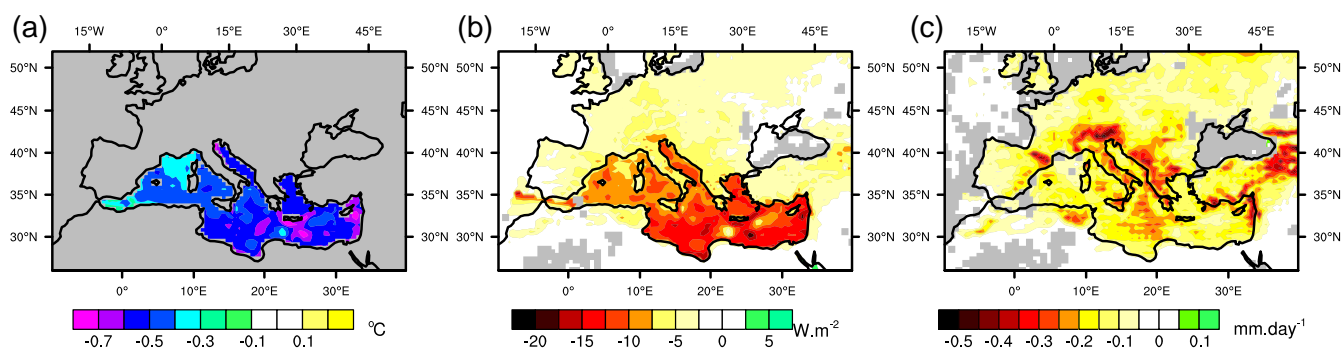 (a) (b) (c)
15°W 0° 15°E 30°E 45°E
15°W 0° 15°E 30°E 45°E
15°W 0° 15°E 30°E 45°E
50°N 50°N 50°N 50°N 50°N 50°N
45°N 45°N 45°N 45°N 45°N 45°N
40°N 40°N 40°N 40°N 40°N 40°N
35°N 35°N 35°N 35°N 35°N 35°N
30°N 30°N 30°N 30°N 30°N 30°N
0° 10°E 20°E 30°E
0° 10°E 20°E 30°E
0° 10°E 20°E 30°E
-0.7 -0.5 -0.3 -0.1 0.1 °C
-20 -15 -10 -5 0 5 W.m-2
-0.5 -0.4 -0.3 -0.2 -0.1 0 0.1 mm.day-1